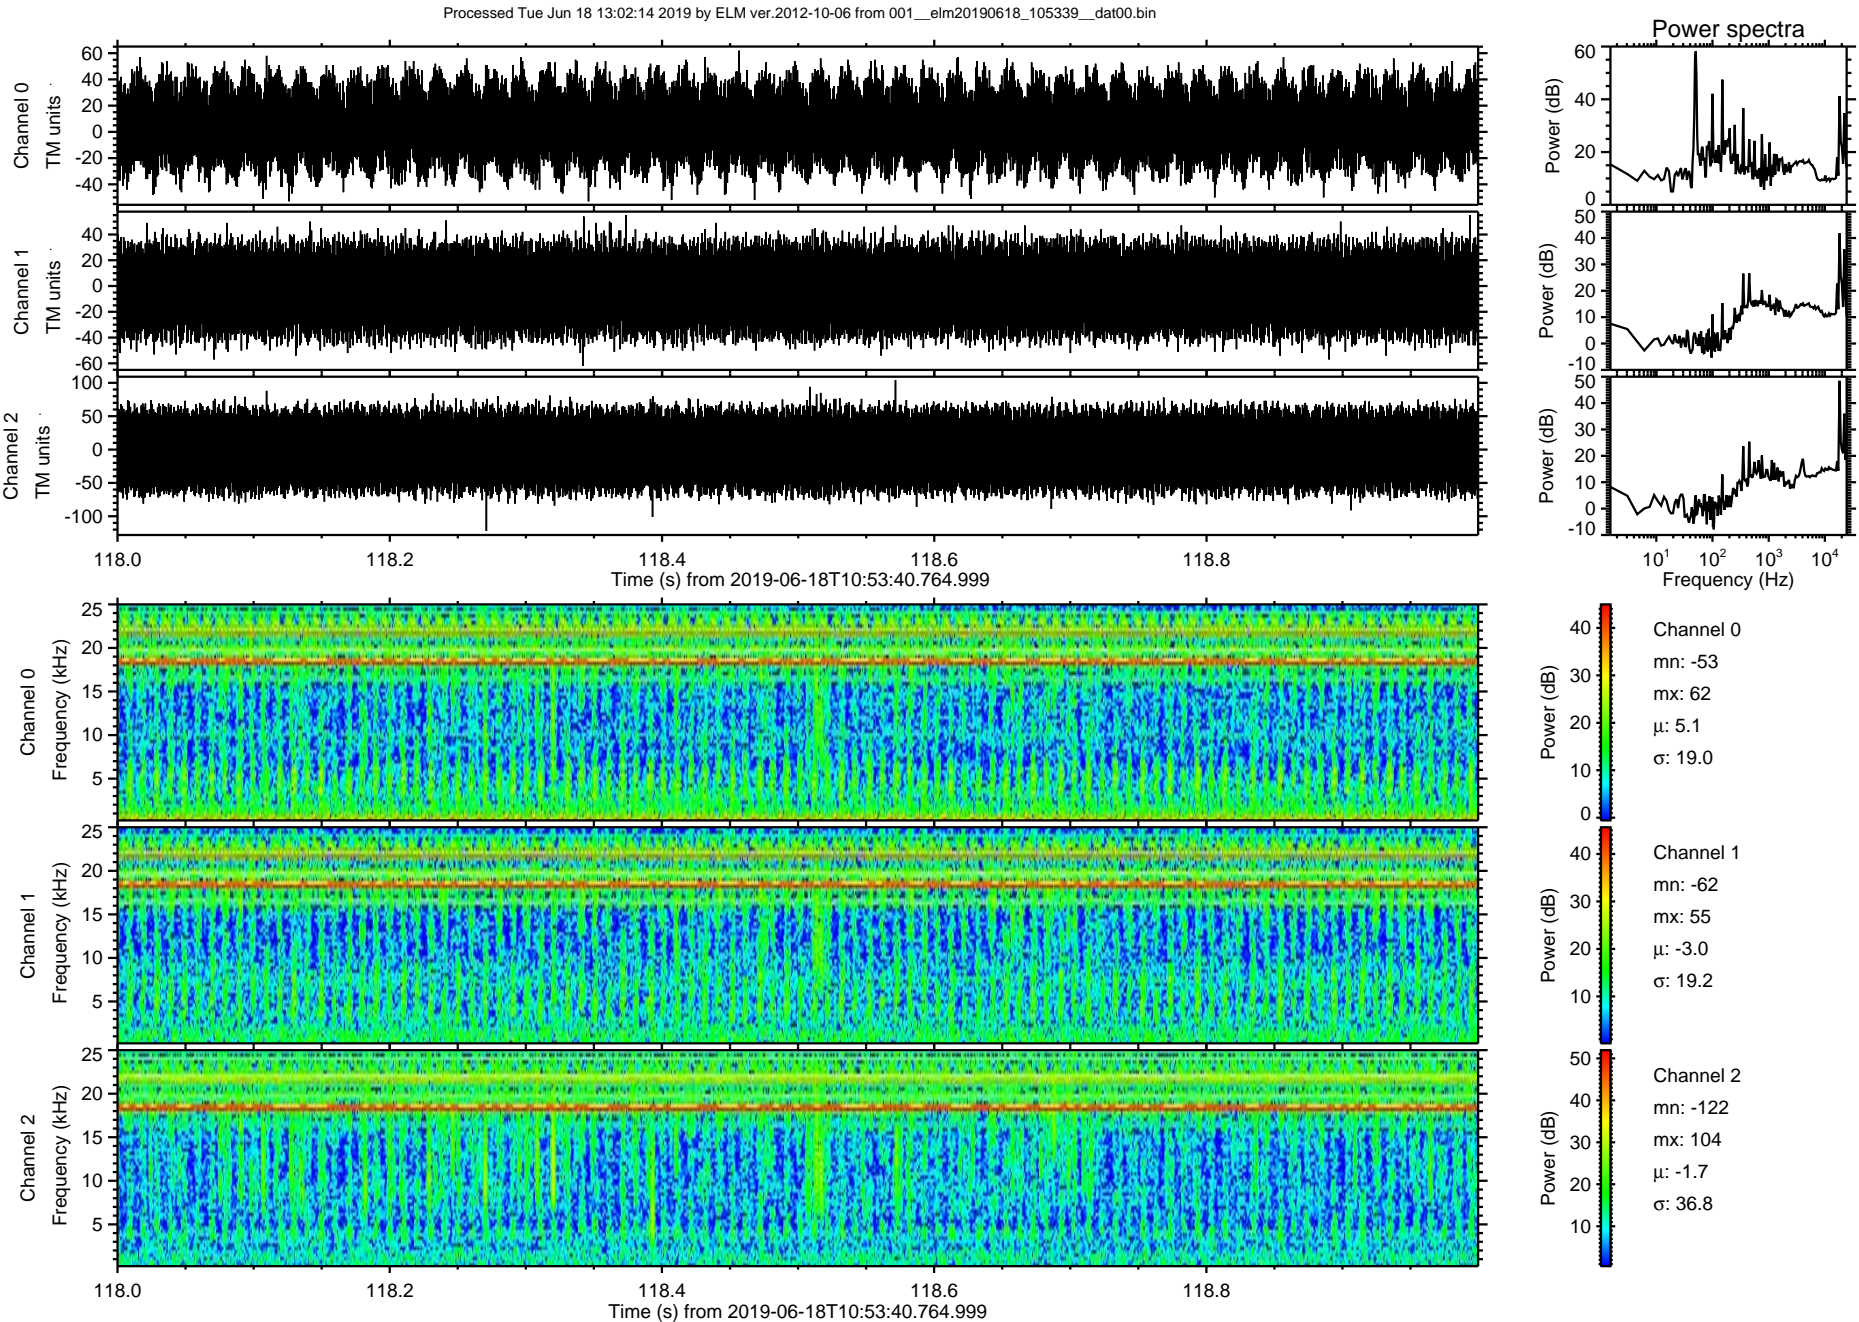 Processed Tue Jun 18 13:02:14 2019 by ELM ver.2012-10-06 from 001__elm20190618_105339__dat00.bin
Power spectra
Channel 0
TM units
60
40
20
0
-20
-40
Power (dB)
60
40
20
0
Channel 1
TM units
40
20
0
-20
-40
-60
Power (dB)
50
40
30
20
10
0
-10
Channel 2
TM units
100
50
0
-50
-100
Power (dB)
50
40
30
20
10
0
-10
118.0 118.2 118.4 118.6 118.8
Time (s) from 2019-06-18T10:53:40.764.999
10^1 10^2 10^3 10^4
Frequency (Hz)
Channel 0
Frequency (kHz)
25
20
15
10
5
Power (dB)
40
30
20
10
0
Channel 0
mn: -53
mx: 62
μ: 5.1
σ: 19.0
Channel 1
Frequency (kHz)
25
20
15
10
5
Power (dB)
40
30
20
10
Channel 1
mn: -62
mx: 55
μ: -3.0
σ: 19.2
Channel 2
Frequency (kHz)
25
20
15
10
5
Power (dB)
50
40
30
20
10
Channel 2
mn: -122
mx: 104
μ: -1.7
σ: 36.8
118.0 118.2 118.4 118.6 118.8
Time (s) from 2019-06-18T10:53:40.764.999